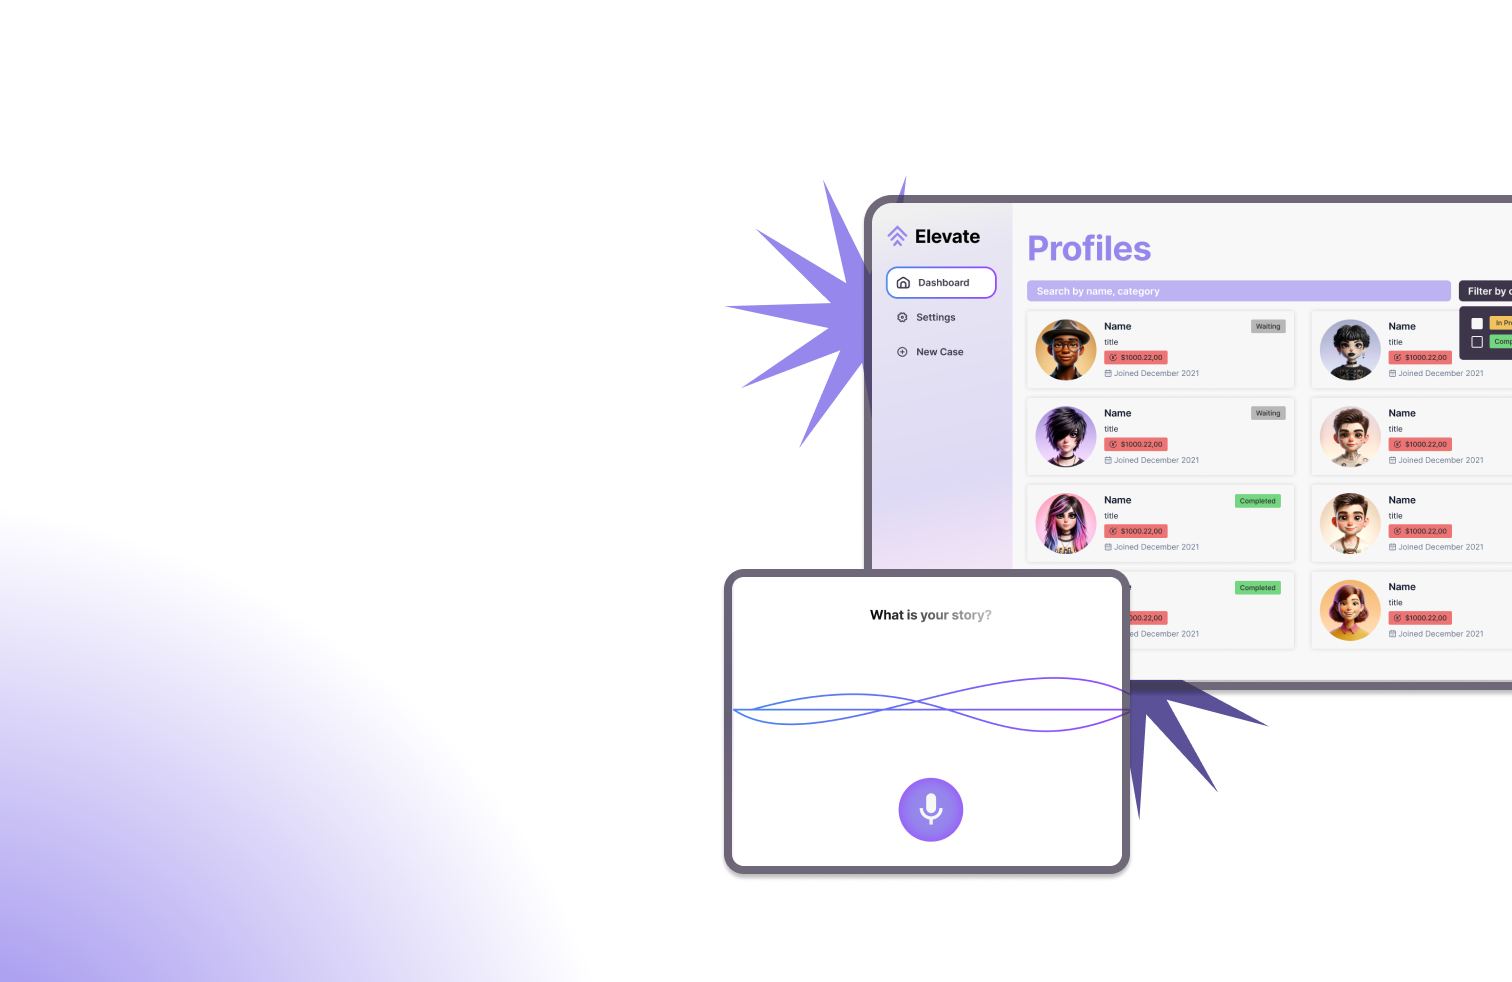 Elevate
Dashboard
Settings
New Case
Profiles
Search by name, category
Filter by
Name
title
$1000.22,00
Joined December 2021
Waiting
Name
title
$1000.22,00
Joined December 2021
In
Name
title
$1000.22,00
Joined December 2021
Waiting
Name
title
$1000.22,00
Joined December 2021
Name
title
$1000.22,00
Joined December 2021
Completed
Name
title
$1000.22,00
Joined December 2021
000.22,00
ed December 2021
Completed
Name
title
$1000.22,00
Joined December 2021
What is your story?